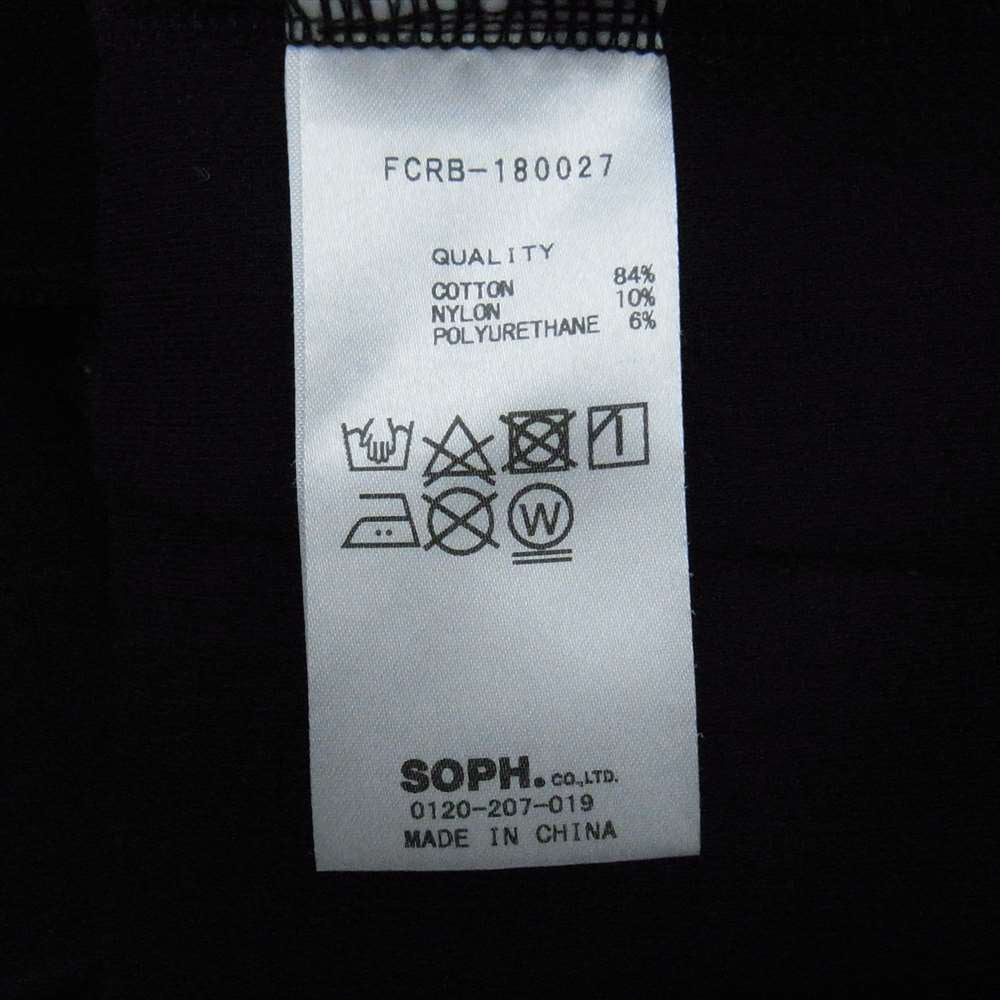 FCRB-180027
QUALITY
COTTON 84%
NYLON 10%
POLYURETHANE 6%
W
SOPH. CO.,LTD.
0120-207-019
MADE IN CHINA